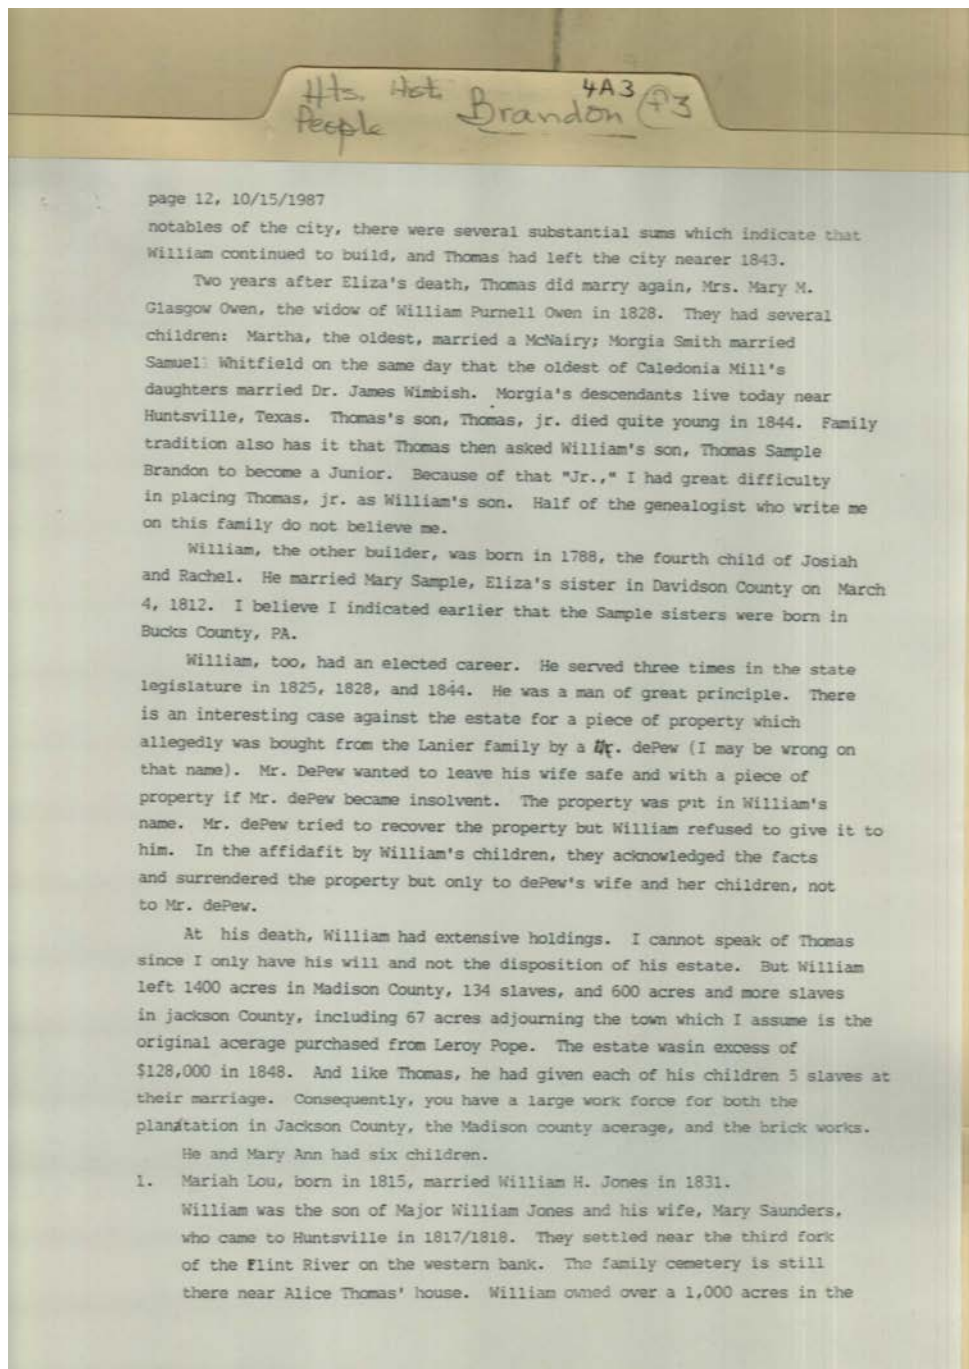 Hts. Hist. Brandon 4A3 f3
People
page 12, 10/15/1987
notables of the city, there were several substantial sums which indicate that
William continued to build, and Thomas had left the city nearer 1843.
Two years after Eliza's death, Thomas did marry again, Mrs. Mary M.
Glasgow Owen, the widow of William Purnell Owen in 1828. They had several
children: Martha, the oldest, married a McNairy; Morgia Smith married
Samuel Whitfield on the same day that the oldest of Caledonia Mill's
daughters married Dr. James Wimbish. Morgia's descendants live today near
Huntsville, Texas. Thomas's son, Thomas, jr. died quite young in 1844. Family
tradition also has it that Thomas then asked William's son, Thomas Sample
Brandon to become a Junior. Because of that "Jr.," I had great difficulty
in placing Thomas, jr. as William's son. Half of the genealogist who write me
on this family do not believe me.
William, the other builder, was born in 1788, the fourth child of Josiah
and Rachel. He married Mary Sample, Eliza's sister in Davidson County on March
4, 1812. I believe I indicated earlier that the Sample sisters were born in
Bucks County, PA.
William, too, had an elected career. He served three times in the state
legislature in 1825, 1828, and 1844. He was a man of great principle. There
is an interesting case against the estate for a piece of property which
allegedly was bought from the Lanier family by a Mr. dePew (I may be wrong on
that name). Mr. DePew wanted to leave his wife safe and with a piece of
property if Mr. dePew became insolvent. The property was put in William's
name. Mr. dePew tried to recover the property but William refused to give it to
him. In the affidafit by William's children, they acknowledged the facts
and surrendered the property but only to dePew's wife and her children, not
to Mr. dePew.
At his death, William had extensive holdings. I cannot speak of Thomas
since I only have his will and not the disposition of his estate. But William
left 1400 acres in Madison County, 134 slaves, and 600 acres and more slaves
in jackson County, including 67 acres adjourning the town which I assume is the
original acerage purchased from Leroy Pope. The estate wasin excess of
$128,000 in 1848. And like Thomas, he had given each of his children 5 slaves at
their marriage. Consequently, you have a large work force for both the
planitation in Jackson County, the Madison county acerage, and the brick works.
He and Mary Ann had six children.
1. Mariah Lou, born in 1815, married William H. Jones in 1831.
William was the son of Major William Jones and his wife, Mary Saunders,
who came to Huntsville in 1817/1818. They settled near the third fork
of the Flint River on the western bank. The family cemetery is still
there near Alice Thomas' house. William owned over a 1,000 acres in the